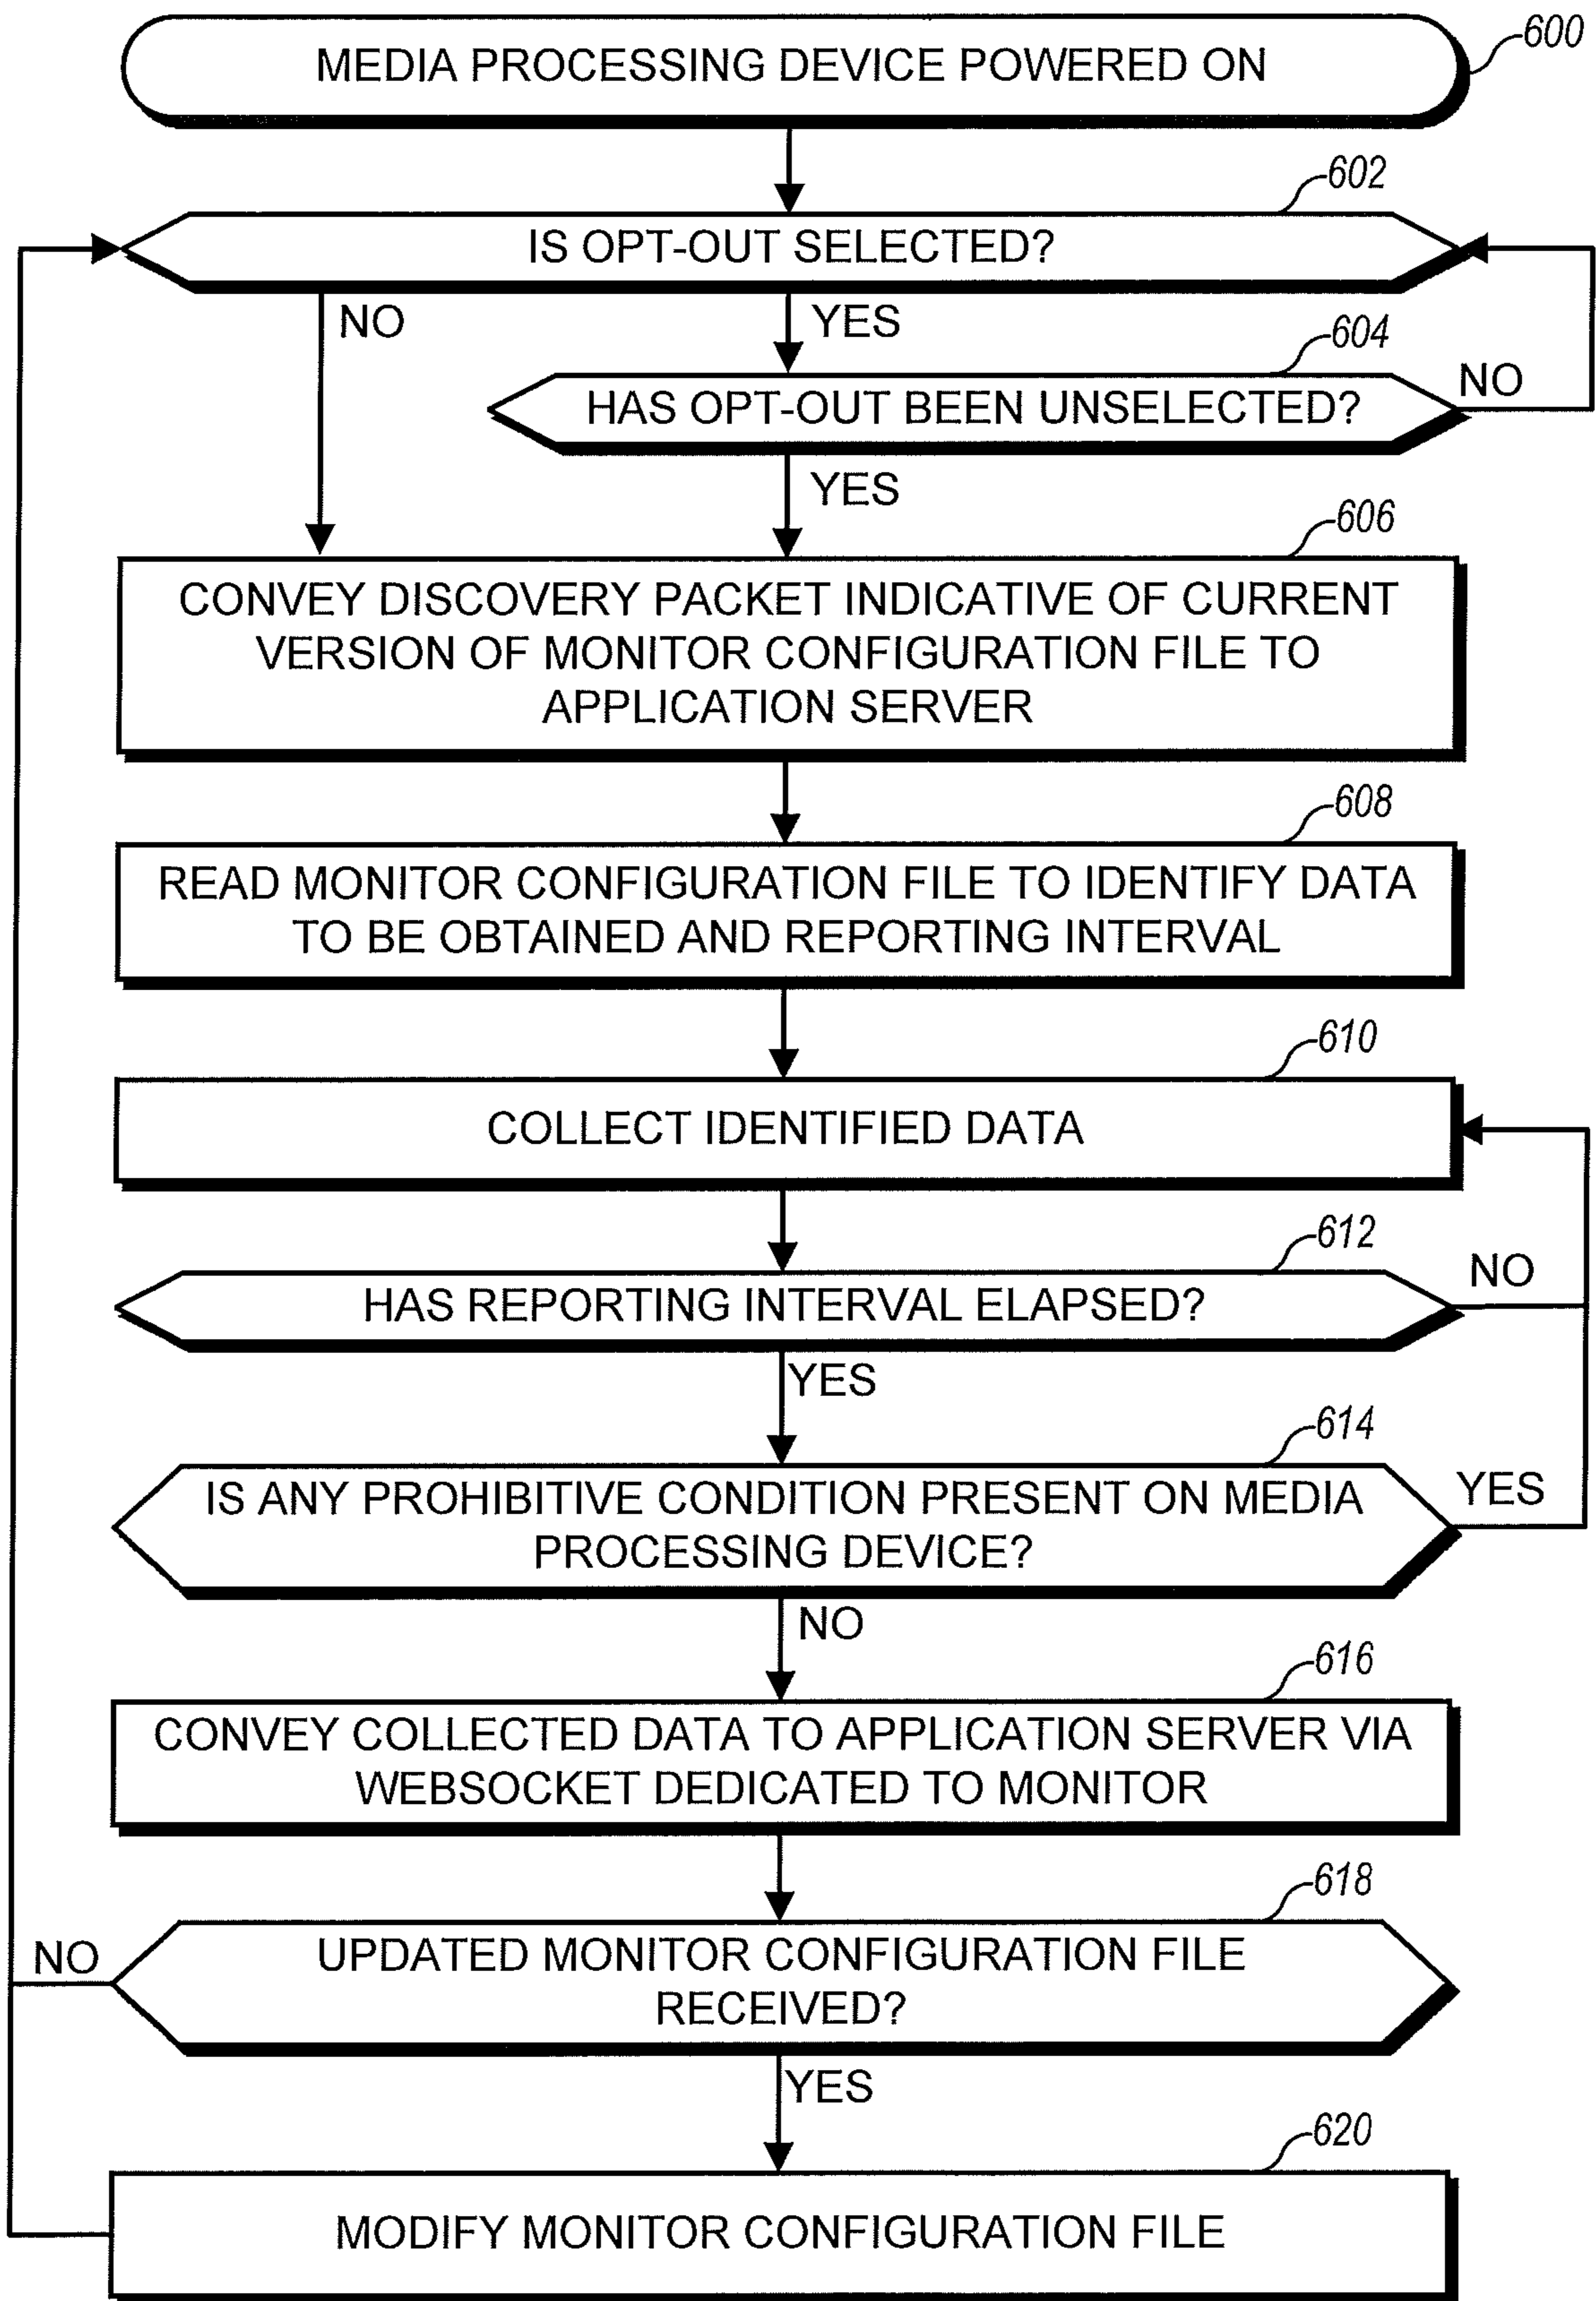 600
MEDIA PROCESSING DEVICE POWERED ON
602
IS OPT-OUT SELECTED?
NO
YES
604
HAS OPT-OUT BEEN UNSELECTED?
NO
YES
606
CONVEY DISCOVERY PACKET INDICATIVE OF CURRENT
VERSION OF MONITOR CONFIGURATION FILE TO
APPLICATION SERVER
608
READ MONITOR CONFIGURATION FILE TO IDENTIFY DATA
TO BE OBTAINED AND REPORTING INTERVAL
610
COLLECT IDENTIFIED DATA
612
HAS REPORTING INTERVAL ELAPSED?
NO
YES
614
IS ANY PROHIBITIVE CONDITION PRESENT ON MEDIA
PROCESSING DEVICE?
YES
NO
616
CONVEY COLLECTED DATA TO APPLICATION SERVER VIA
WEBSOCKET DEDICATED TO MONITOR
618
UPDATED MONITOR CONFIGURATION FILE
RECEIVED?
NO
YES
620
MODIFY MONITOR CONFIGURATION FILE